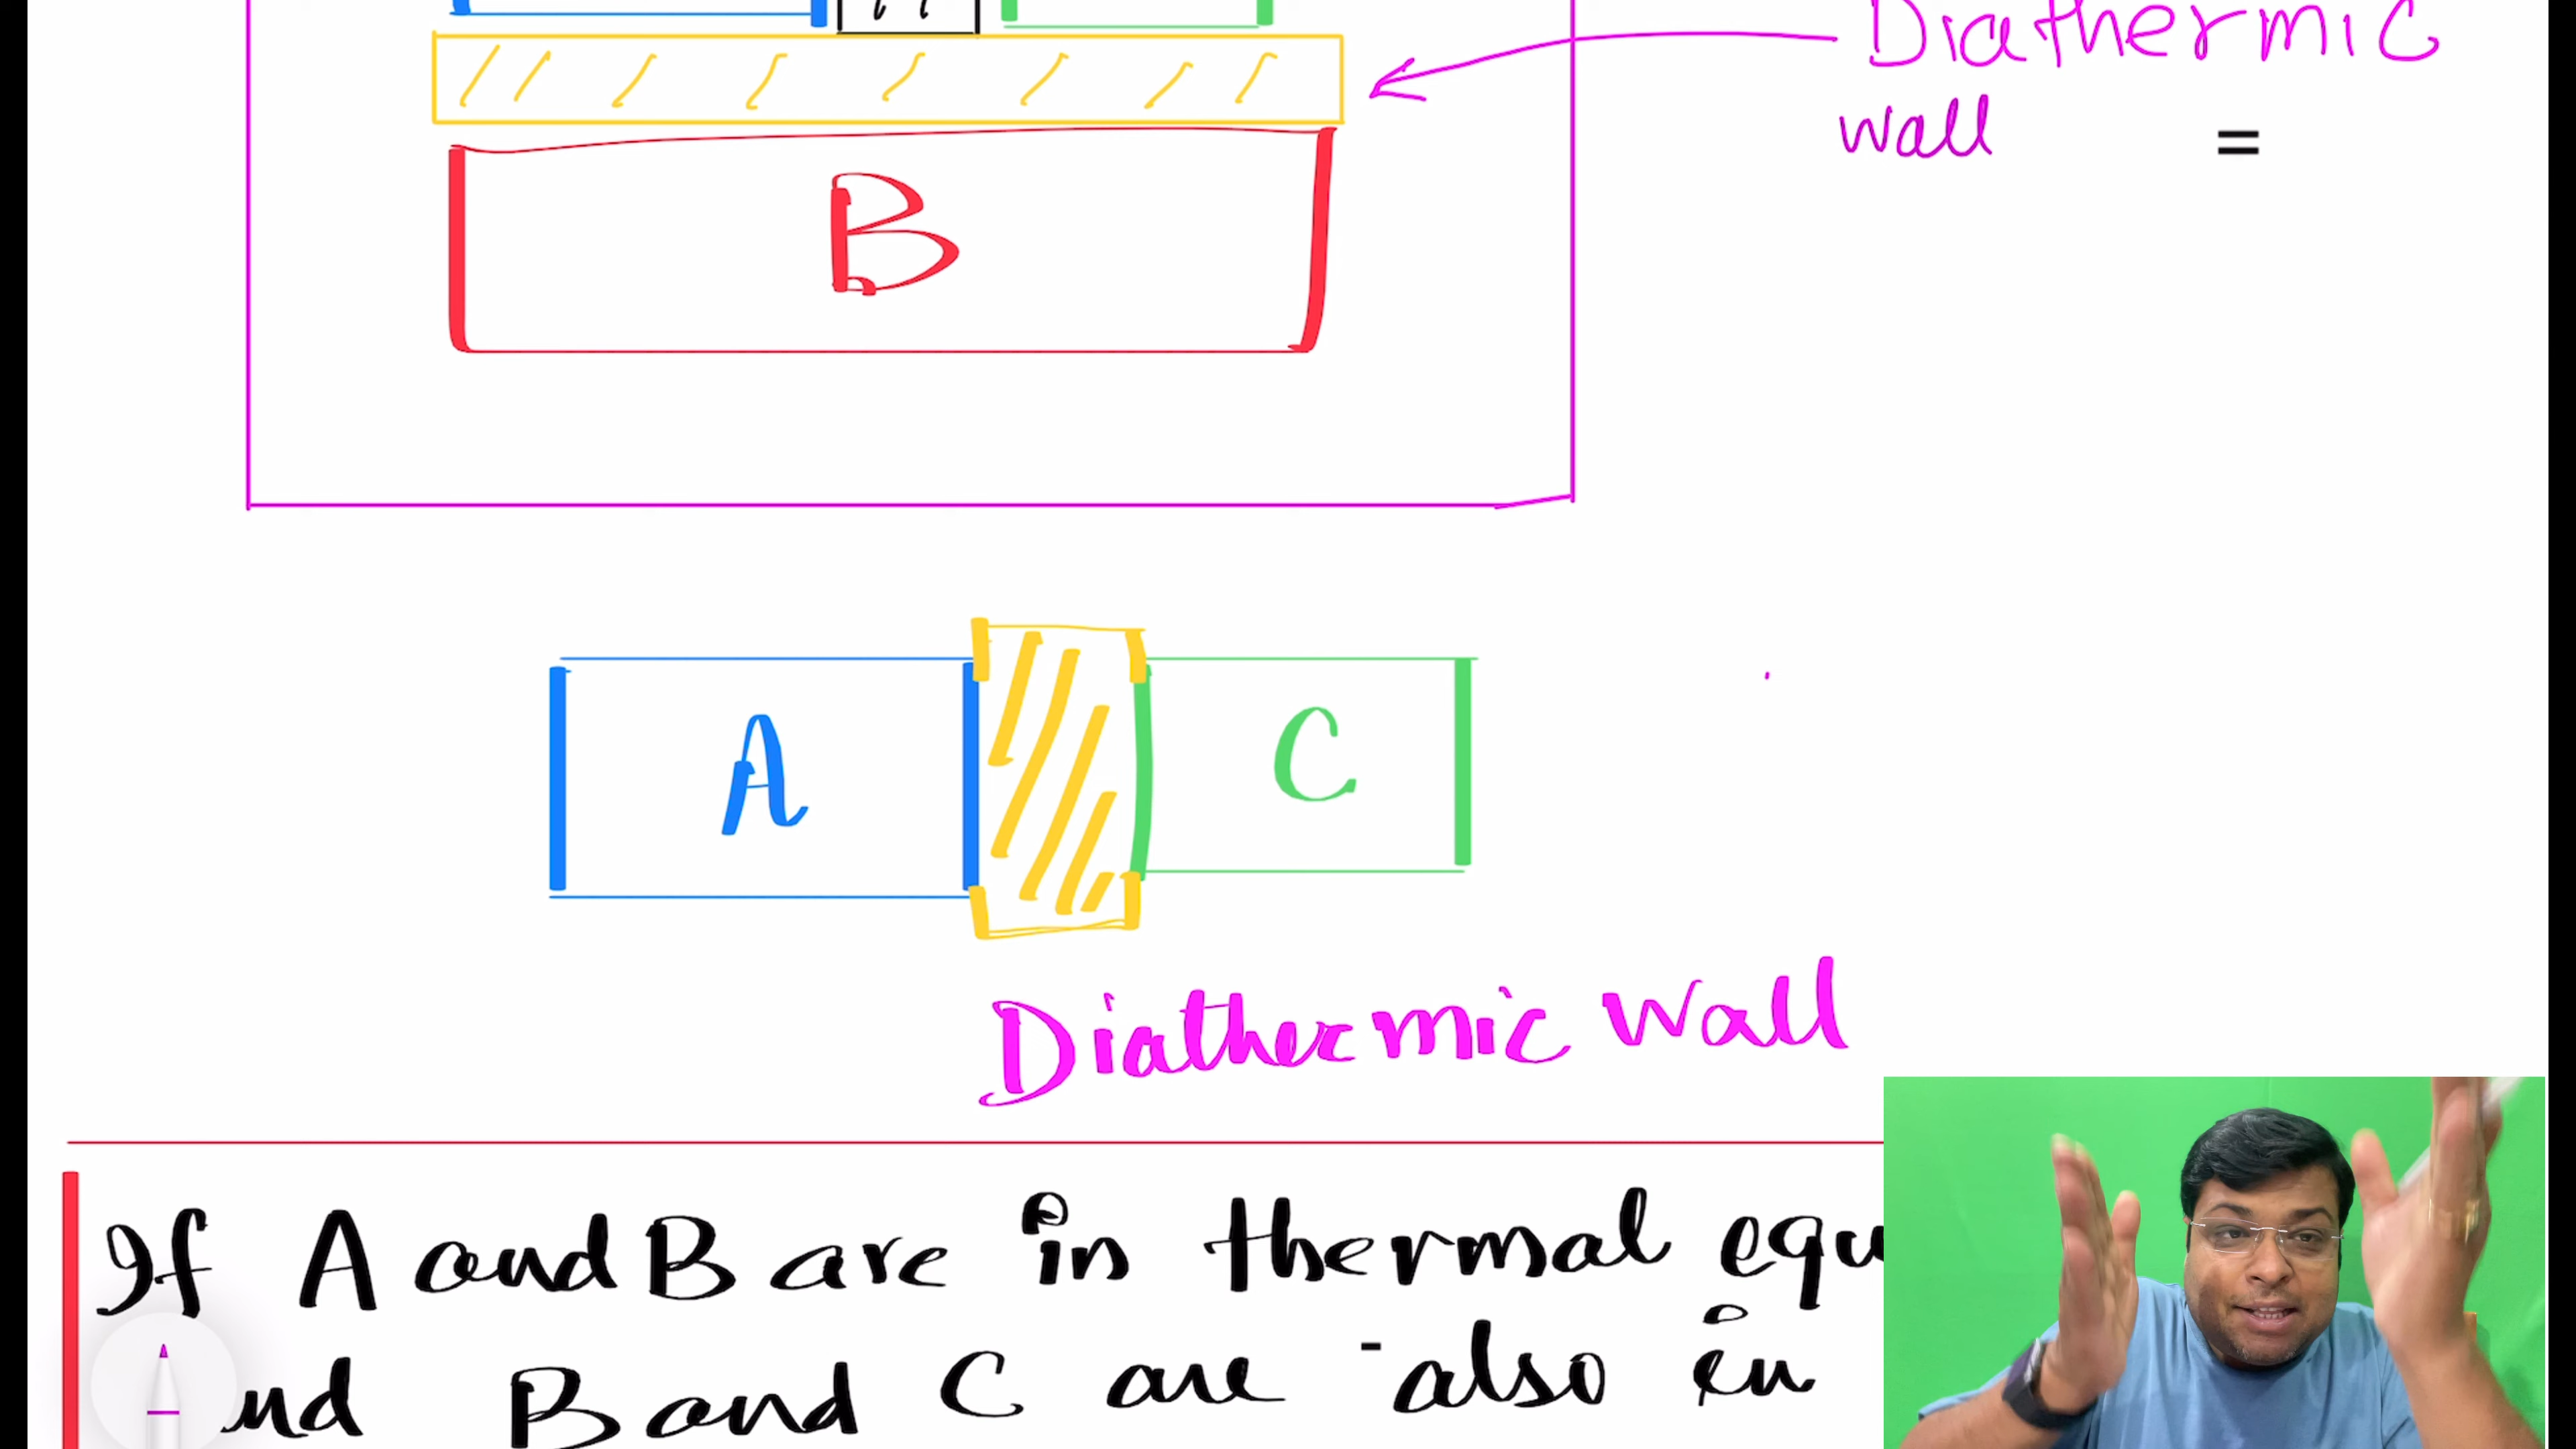 Diathermic
wall =
B
A
C
Diathermic Wall
If A and B are in thermal equ
B and C are also in